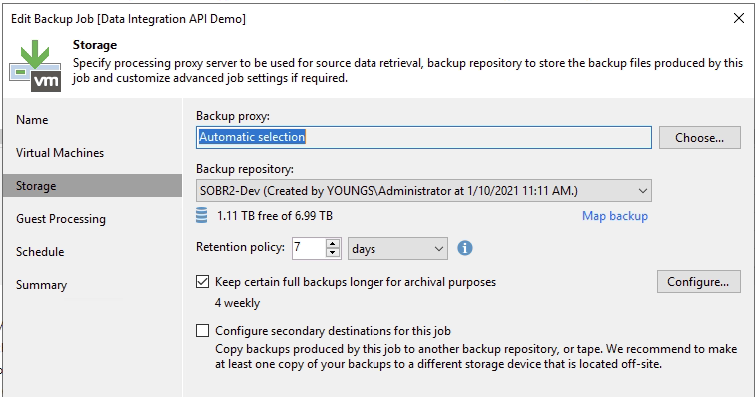 Edit Backup Job [Data Integration API Demo]
Storage
Specify processing proxy server to be used for source data retrieval, backup repository to store the backup files produced by this
job and customize advanced job settings if required.
vm
Name
Virtual Machines
Storage
Guest Processing
Schedule
Summary
Backup proxy:
Automatic selection
Choose...
Backup repository:
SOBR2-Dev (Created by YOUNGS\Administrator at 1/10/2021 11:11 AM.)
1.11 TB free of 6.99 TB
Map backup
Retention policy: 7 days
Keep certain full backups longer for archival purposes
Configure...
4 weekly
Configure secondary destinations for this job
Copy backups produced by this job to another backup repository, or tape. We recommend to make
at least one copy of your backups to a different storage device that is located off-site.